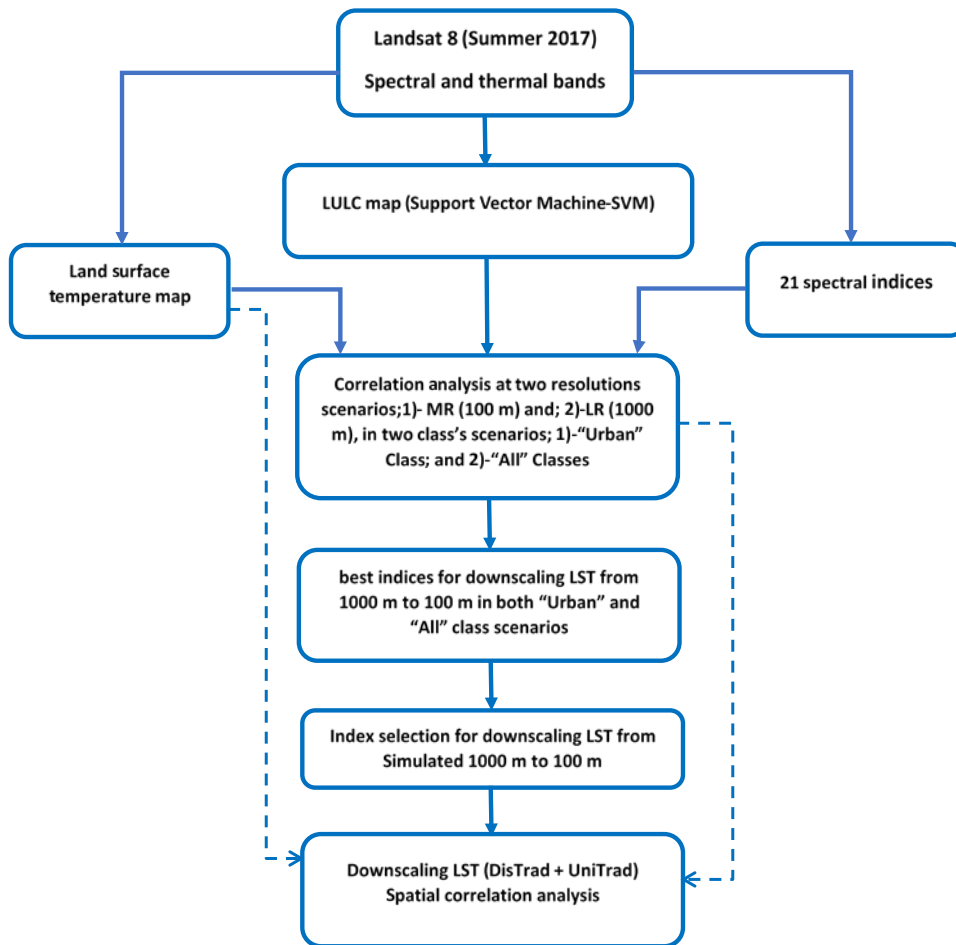 Landsat 8 (Summer 2017)
Spectral and thermal bands
LULC map (Support Vector Machine-SVM)
Land surface
temperature map
21 spectral indices
Correlation analysis at two resolutions
scenarios;1)- MR (100 m) and; 2)-LR (1000
m), in two class's scenarios; 1)-“Urban”
Class; and 2)-“All” Classes
best indices for downscaling LST from
1000 m to 100 m in both “Urban” and
“All” class scenarios
Index selection for downscaling LST from
Simulated 1000 m to 100 m
Downscaling LST (DisTrad + UniTrad)
Spatial correlation analysis